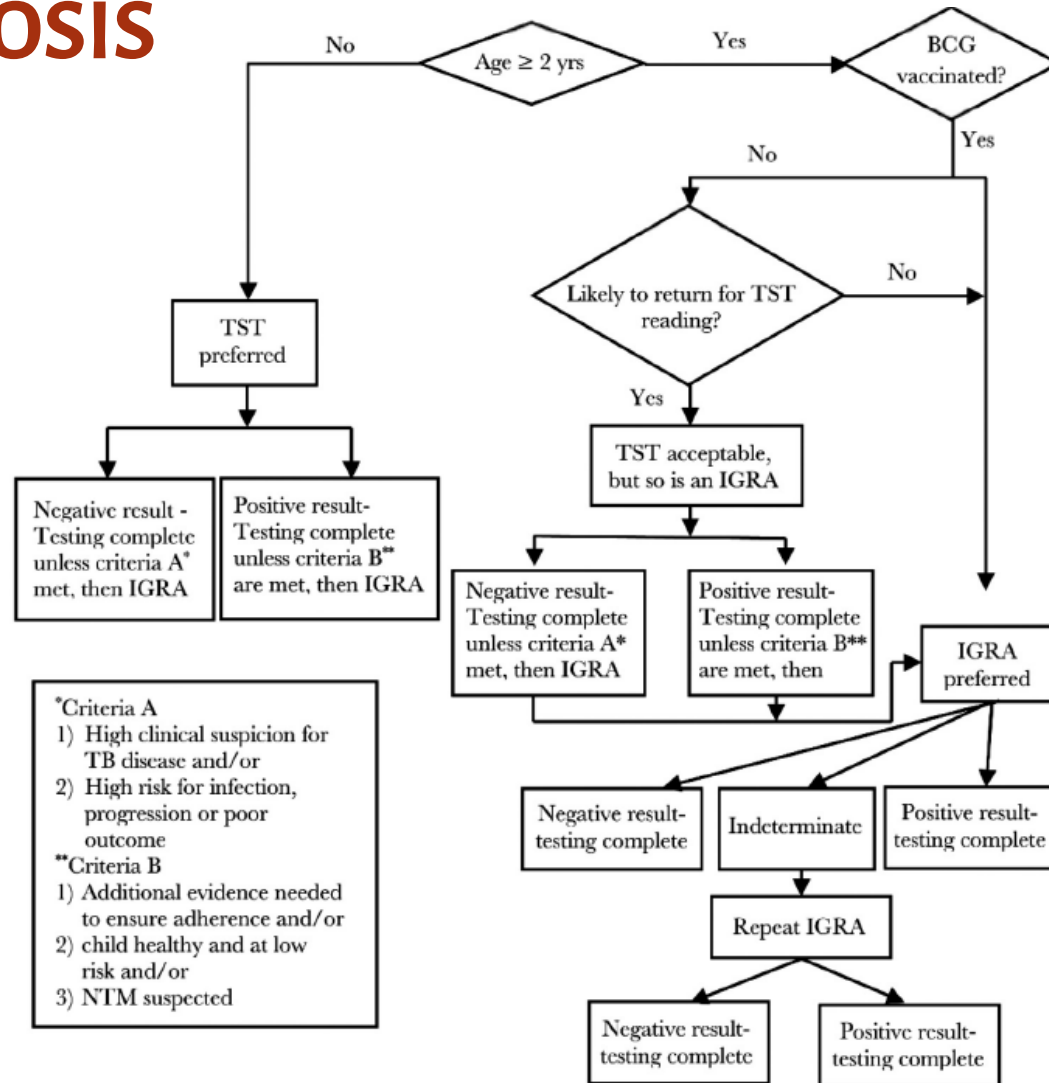 OSIS
No
Age ≥ 2 yrs
Yes
BCG
vaccinated?
Yes
No
Likely to return for TST
reading?
No
Yes
TST
preferred
TST acceptable,
but so is an IGRA
Negative result -
Testing complete
unless criteria A*
met, then IGRA
Positive result-
Testing complete
unless criteria B**
are met, then IGRA
Negative result-
Testing complete
unless criteria A*
met, then IGRA
Positive result-
Testing complete
unless criteria B**
are met, then
IGRA
preferred
*Criteria A
1) High clinical suspicion for
TB disease and/or
2) High risk for infection,
progression or poor
outcome
**Criteria B
1) Additional evidence needed
to ensure adherence and/or
2) child healthy and at low
risk and/or
3) NTM suspected
Negative result-
testing complete
Indeterminate
Positive result-
testing complete
Repeat IGRA
Negative result-
testing complete
Positive result-
testing complete